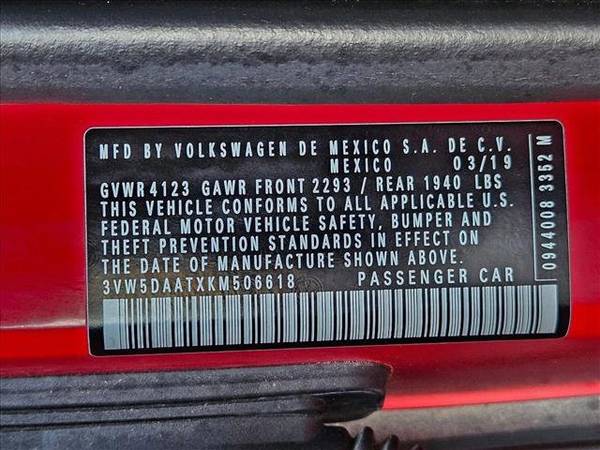 MFD BY VOLKSWAGEN DE MEXICO S.A. DE C.V.
MEXICO 03/19
GVWR 4123 GAWR FRONT 2293 / REAR 1940 LBS
THIS VEHICLE CONFORMS TO ALL APPLICABLE U.S.
FEDERAL MOTOR VEHICLE SAFETY, BUMPER AND
THEFT PREVENTION STANDARDS IN EFFECT ON
THE DATE OF MANUFACTURE SHOWN ABOVE.
3VW5DAATXKM506618 PASSENGER CAR
0944008 3352 M